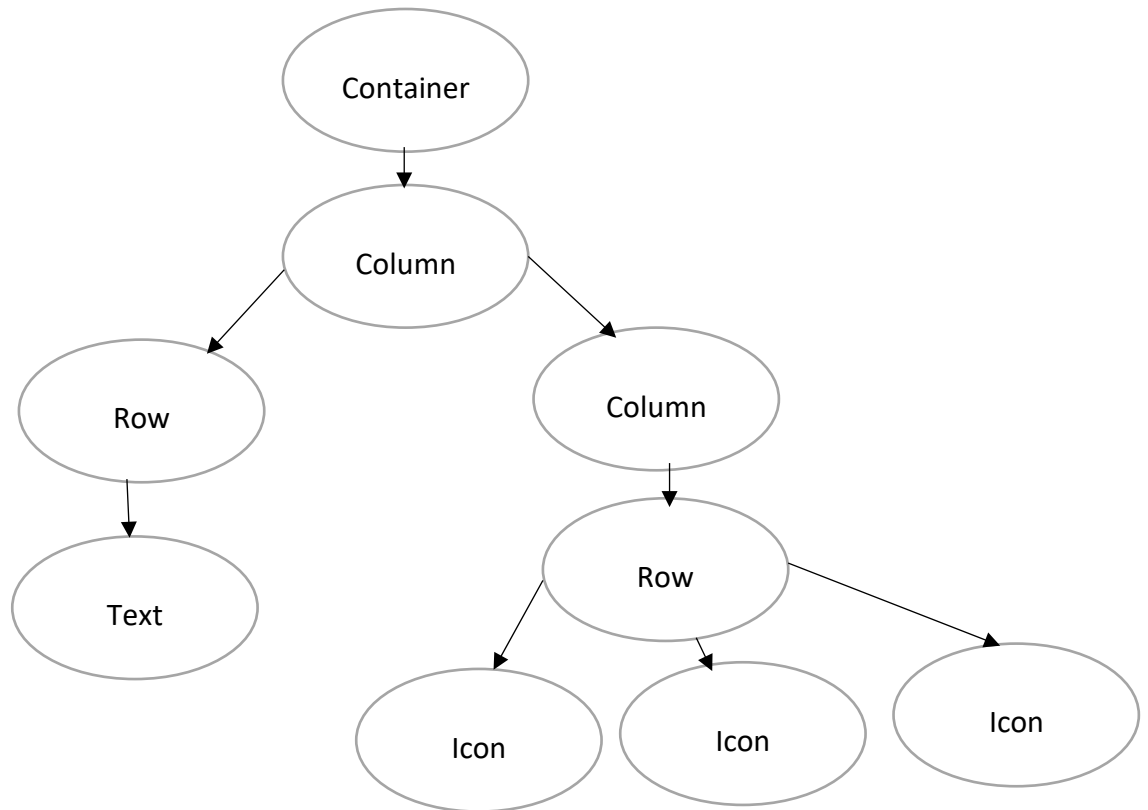 Container
Column
Row
Column
Text
Row
Icon
Icon
Icon